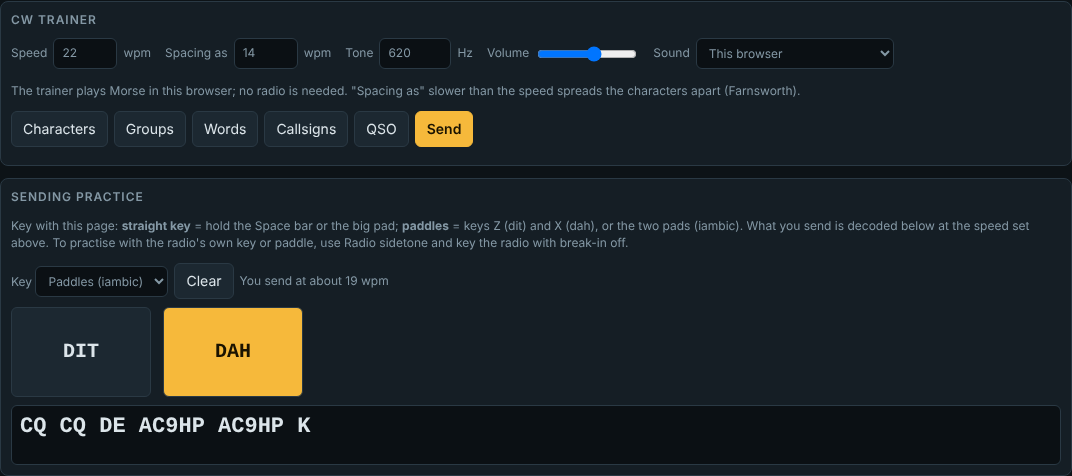 CW TRAINER
Speed 22 wpm Spacing as 14 wpm Tone 620 Hz Volume Sound This browser
The trainer plays Morse in this browser; no radio is needed. "Spacing as" slower than the speed spreads the characters apart (Farnsworth).
Characters Groups Words Callsigns QSO Send
SENDING PRACTICE
Key with this page: straight key = hold the Space bar or the big pad; paddles = keys Z (dit) and X (dah), or the two pads (iambic). What you send is decoded below at the speed set
above. To practise with the radio's own key or paddle, use Radio sidetone and key the radio with break-in off.
Key Paddles (iambic) Clear You send at about 19 wpm
DIT DAH
CQ CQ DE AC9HP AC9HP K